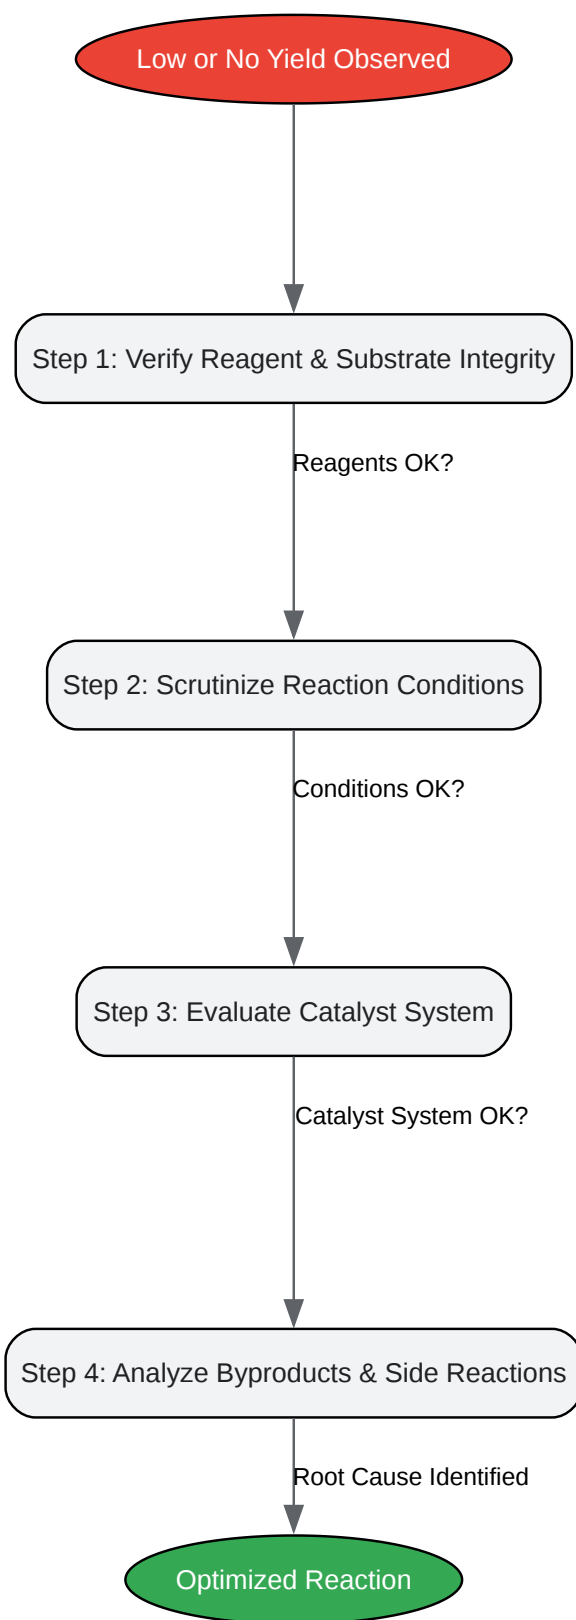 Low or No Yield Observed
Step 1: Verify Reagent & Substrate Integrity
Reagents OK?
Step 2: Scrutinize Reaction Conditions
Conditions OK?
Step 3: Evaluate Catalyst System
Catalyst System OK?
Step 4: Analyze Byproducts & Side Reactions
Root Cause Identified
Optimized Reaction